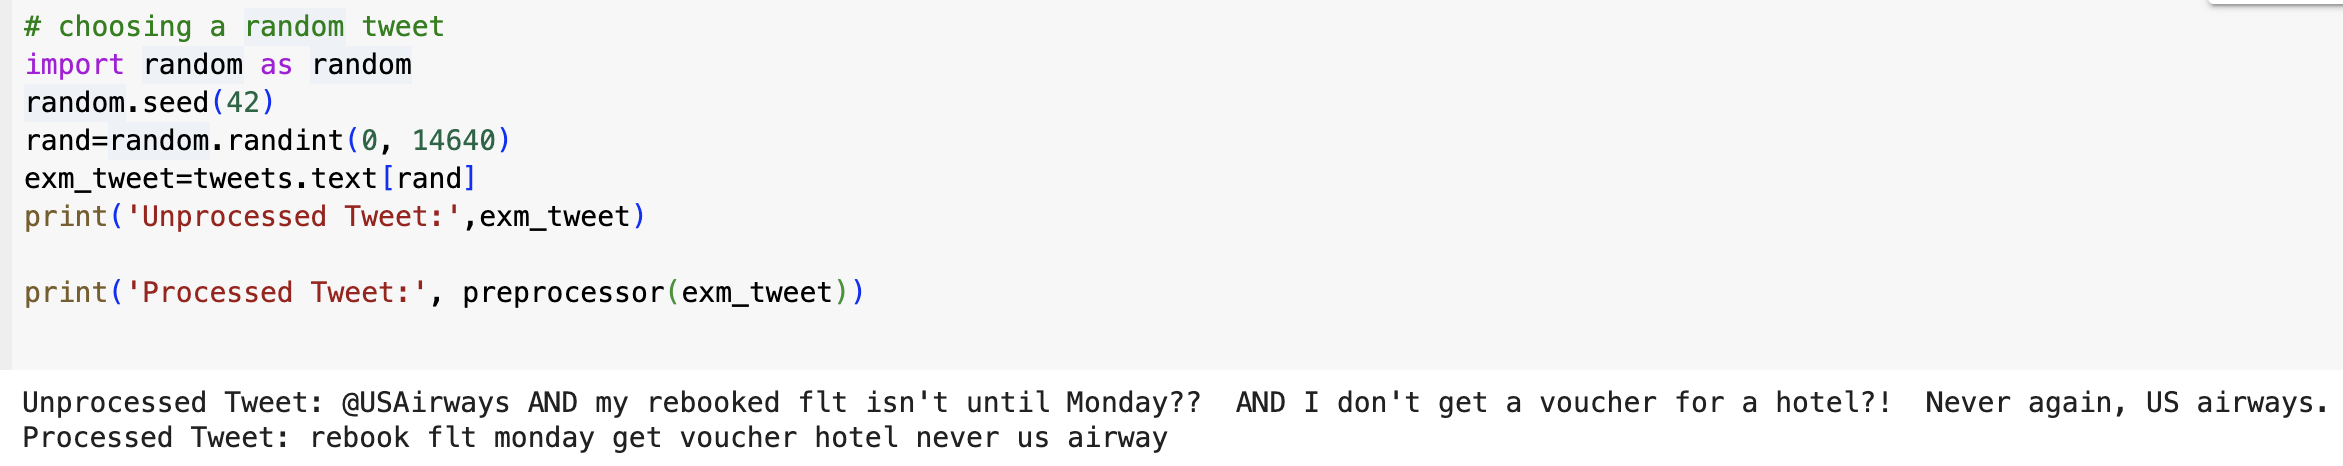 # choosing a random tweet
import random as random
random.seed(42)
rand=random.randint(0, 14640)
exm_tweet=tweets.text[rand]
print('Unprocessed Tweet:',exm_tweet)
print('Processed Tweet:', preprocessor(exm_tweet))
Unprocessed Tweet: @USAirways AND my rebooked flt isn't until Monday??  AND I don't get a voucher for a hotel?!  Never again, US airways.
Processed Tweet: rebook flt monday get voucher hotel never us airway